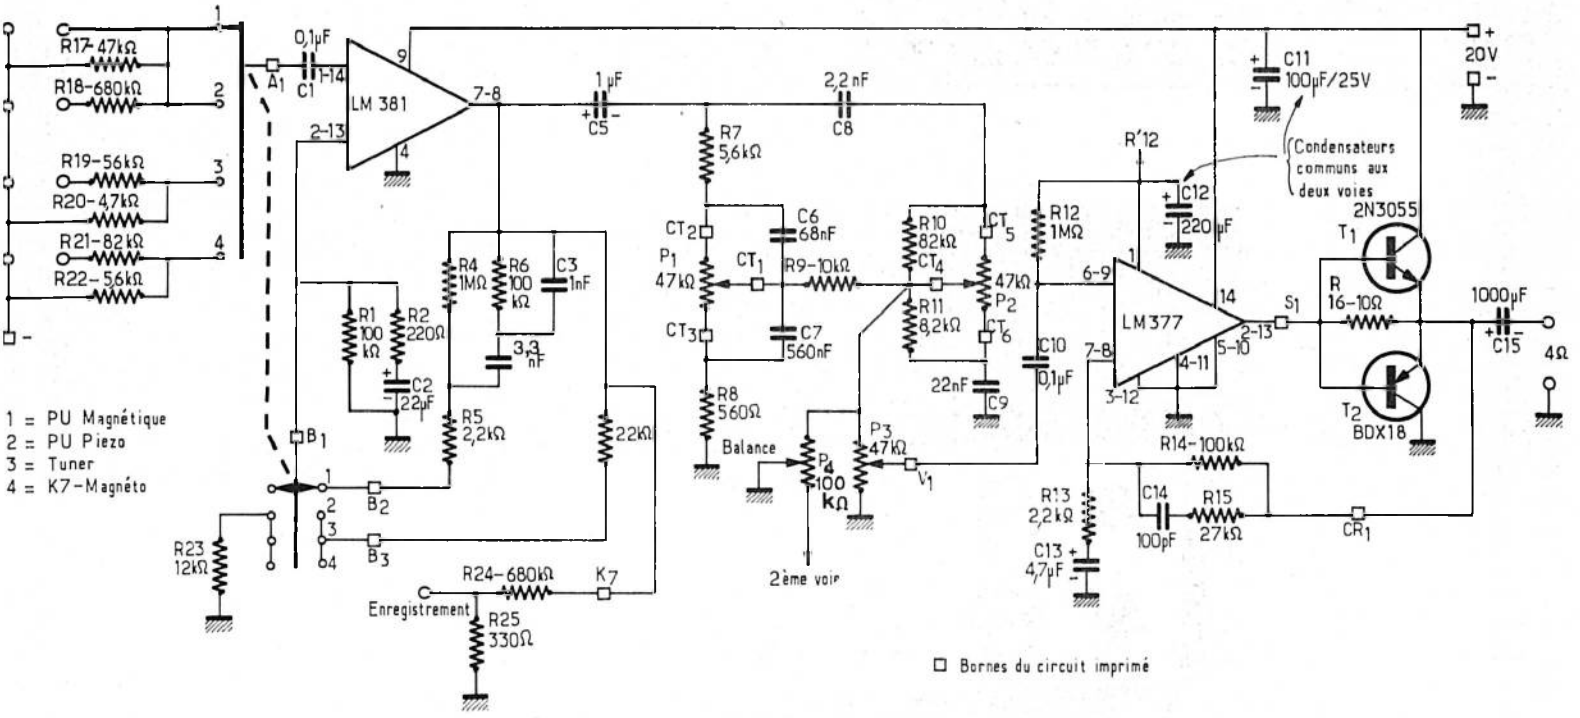 1
R17-47kΩ
R18-680kΩ
2
R19-56kΩ
3
R20-4,7kΩ
R21-82kΩ
4
R22-5,6kΩ
-
A1
0,1µF
C1
1-14
9
LM 381
2-13
4
7-8
1 µF
+ -
C5
2,2 nF
C8
R7
5,6kΩ
CT2
P1
47kΩ
CT1
CT3
C6
68nF
R9-10kΩ
C7
560nF
R8
560Ω
R10
82kΩ
CT4
R11
8,2kΩ
CT5
47kΩ
P2
CT6
22nF
C9
R4
1MΩ
R6
100
kΩ
C3
1nF
3,3
nF
R1
100
kΩ
R2
220Ω
+
-
C2
22µF
R5
2,2kΩ
22kΩ
B1
1 = PU Magnétique
2 = PU Piezo
3 = Tuner
4 = K7-Magnéto
1
2
3
4
B2
B3
R23
12kΩ
R24-680kΩ
K7
Enregistrement
R25
330Ω
Balance
P4
100
kΩ
P3
47kΩ
V1
2ème voir
R'12
R12
1MΩ
+
-
C12
220µF
+
-
C11
100µF/25V
Condensateurs
communs aux
deux voies
+
20V
-
C10
0,1µF
1
6-9
LM377
7-8
14
2-13
5-10
4-11
3-12
S1
2N3055
T1
R
16-10Ω
T2
BDX18
1000µF
+ -
C15
4Ω
R14-100kΩ
R13
2,2kΩ
C14
100pF
R15
27kΩ
CR1
C13
4,7µF
+
-
□ Bornes du circuit imprimé